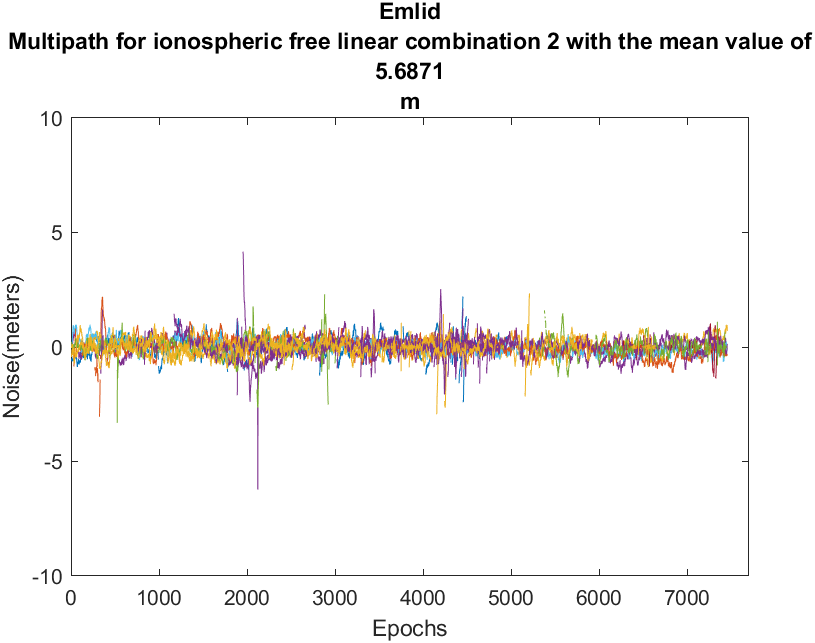 Emlid
Multipath for ionospheric free linear combination 2 with the mean value of
5.6871
m
10
5
0
-5
-10
Noise(meters)
0 1000 2000 3000 4000 5000 6000 7000
Epochs